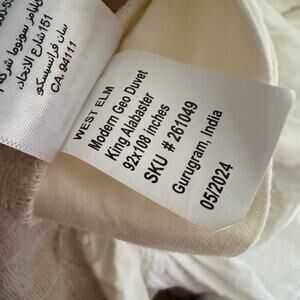 151 شارع الاتحاد،
سان فرانسيسكو
CA. 94111
WEST ELM
Modern Geo Duvet
King Alabaster
92x108 inches
SKU # 261049
Gurugram, India
05/2024